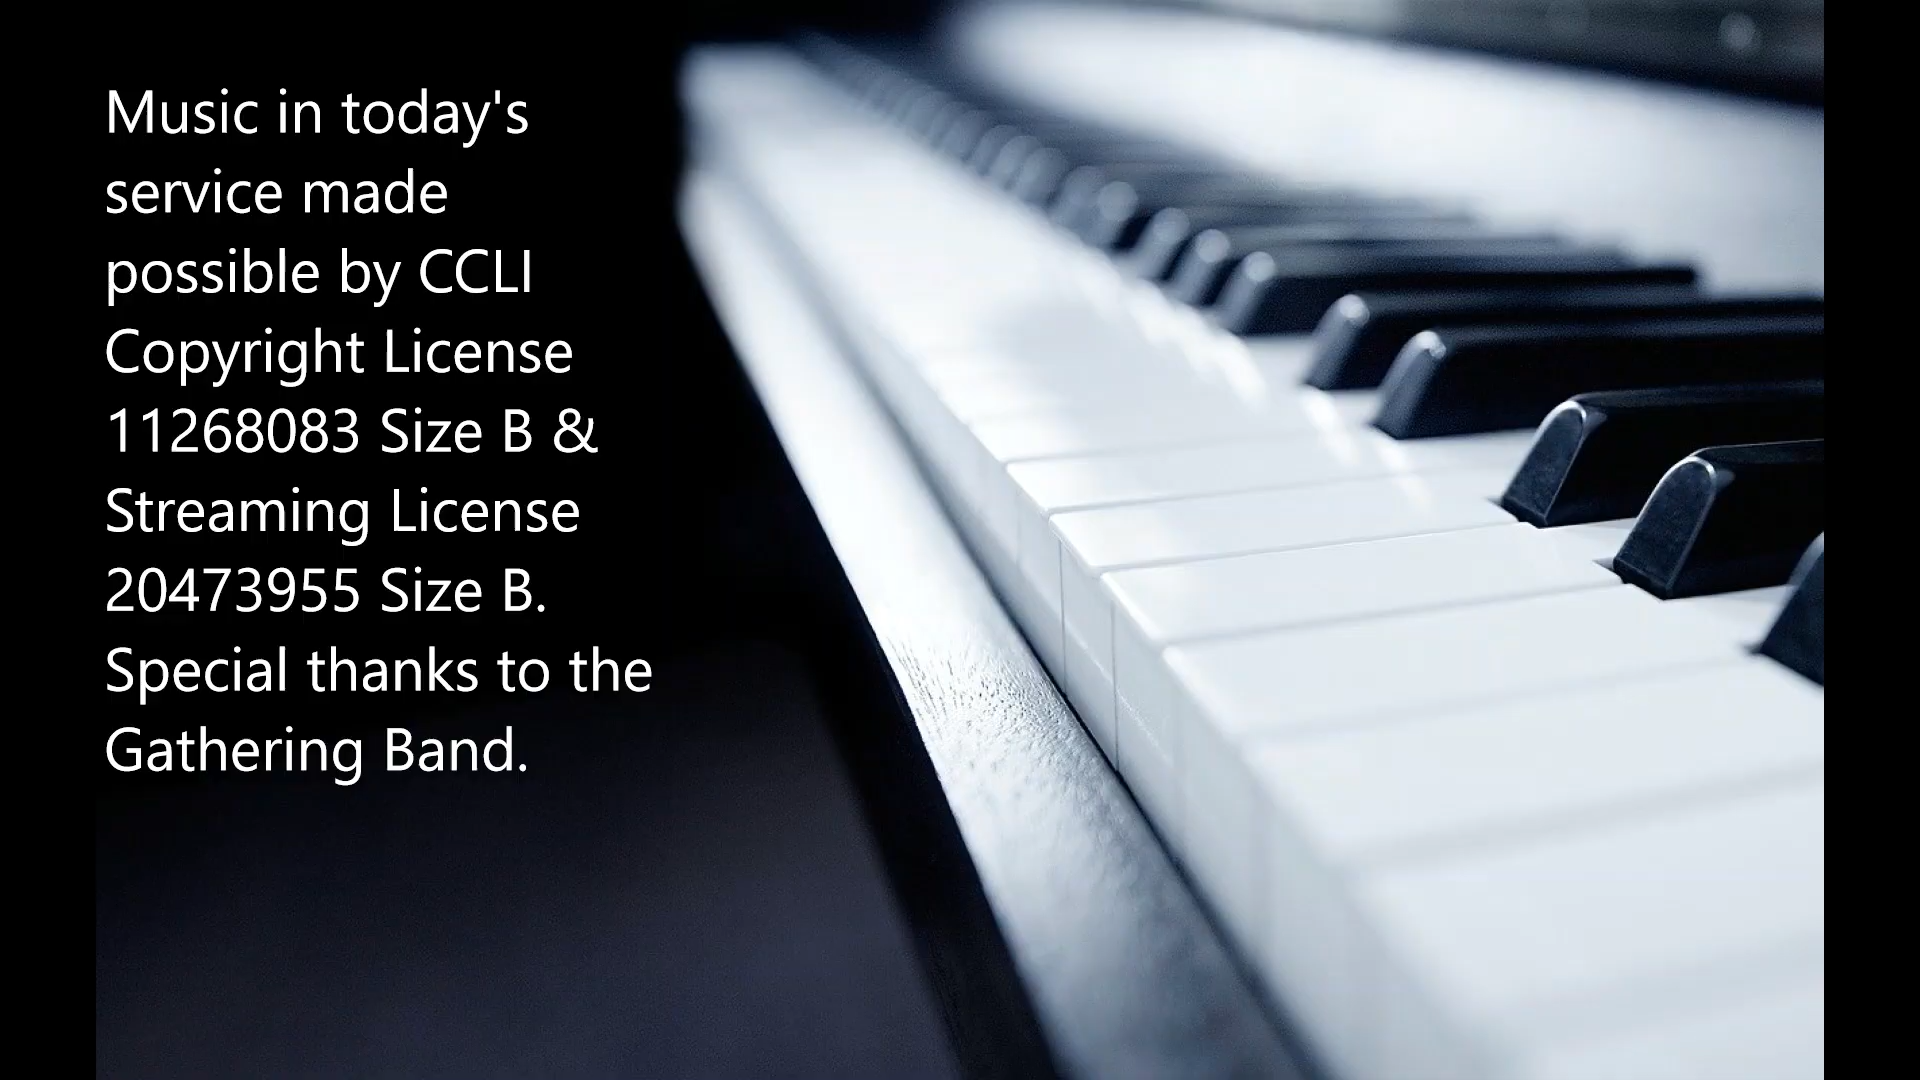 Music in today's
service made
possible by CCLI
Copyright License
11268083 Size B &
Streaming License
20473955 Size B.
Special thanks to the
Gathering Band.